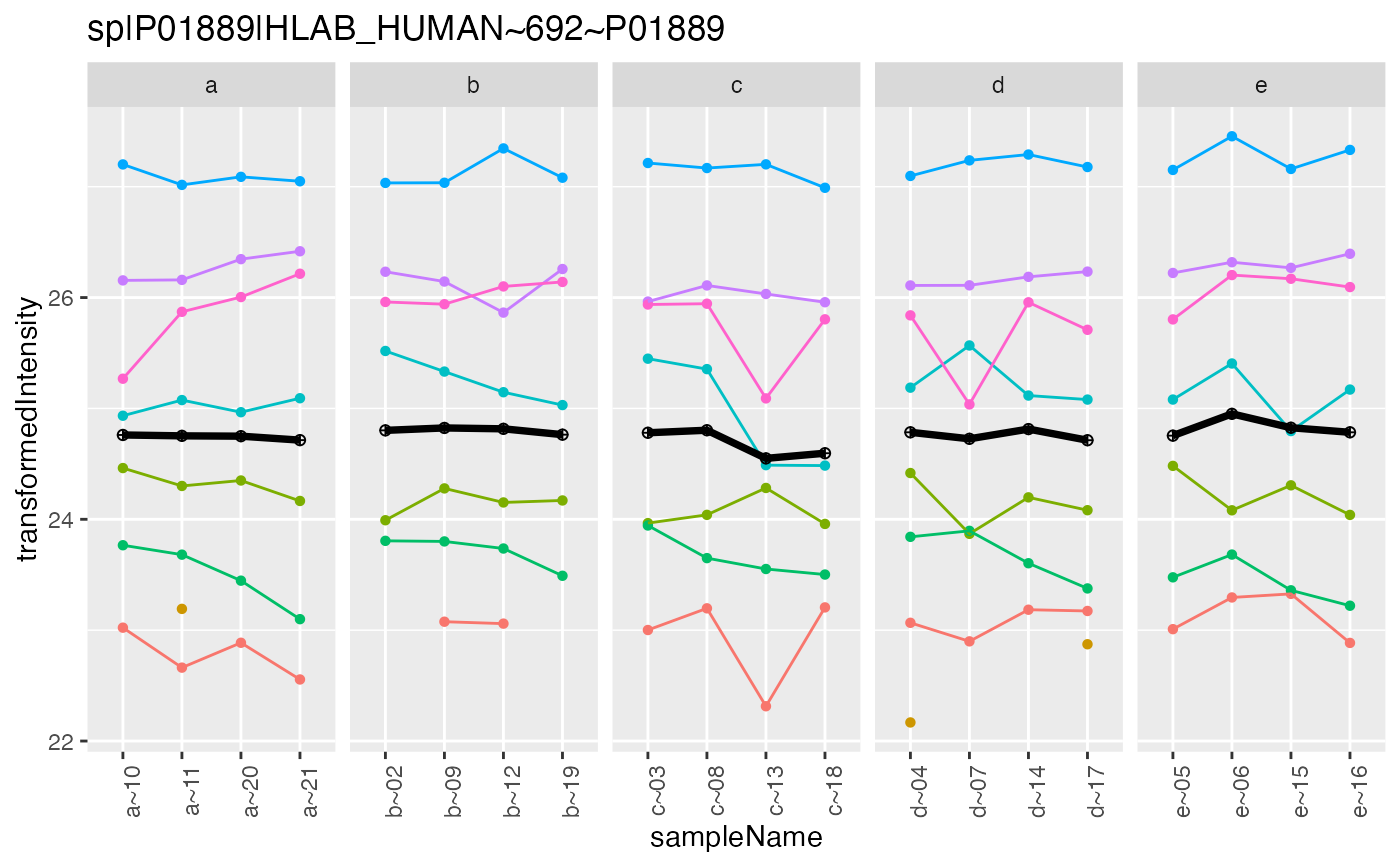 sp|P01889|HLAB_HUMAN~692~P01889
a b c d e
transformedIntensity
26
24
22
a~10 a~11 a~20 a~21 b~02 b~09 b~12 b~19 c~03 c~08 c~13 c~18 d~04 d~07 d~14 d~17 e~05 e~06 e~15 e~16
sampleName